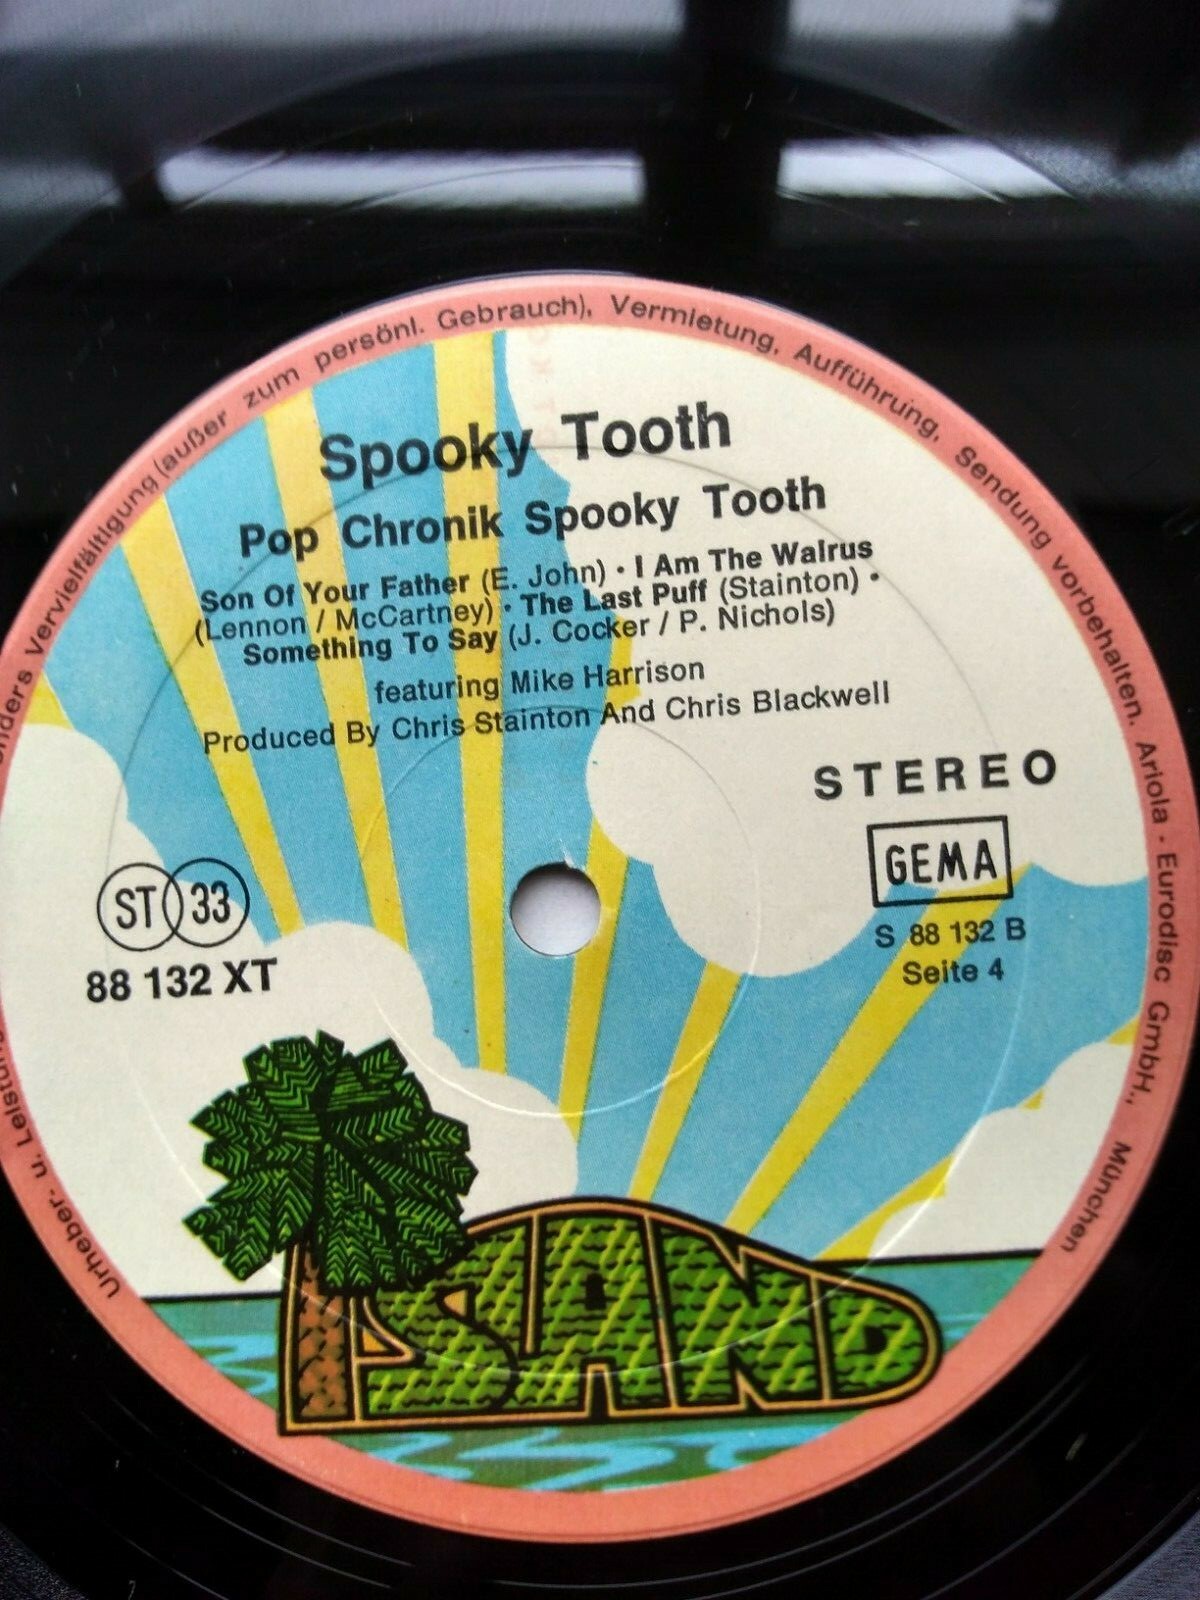 onders Vervielfältigung (außer zum persönl. Gebrauch), Vermietung, Aufführung, Sendung vorbehalten. Ariola - Eurodisc GmbH., München
Spooky Tooth
Pop Chronik Spooky Tooth
Son Of Your Father (E. John) · I Am The Walrus
(Lennon / McCartney) · The Last Puff (Stainton) ·
Something To Say (J. Cocker / P. Nichols)
featuring Mike Harrison
Produced By Chris Stainton And Chris Blackwell
STEREO
GEMA
S 88 132 B
Seite 4
ST 33
88 132 XT
Urheber- u. Leistung
ISLAND